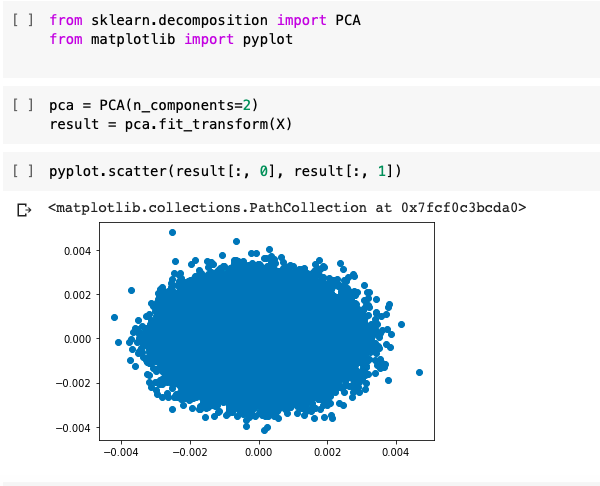 [ ] from sklearn.decomposition import PCA
from matplotlib import pyplot
[ ] pca = PCA(n_components=2)
result = pca.fit_transform(X)
[ ] pyplot.scatter(result[:, 0], result[:, 1])
<matplotlib.collections.PathCollection at 0x7fcf0c3bcda0>
0.004
0.002
0.000
−0.002
−0.004
−0.004 −0.002 0.000 0.002 0.004